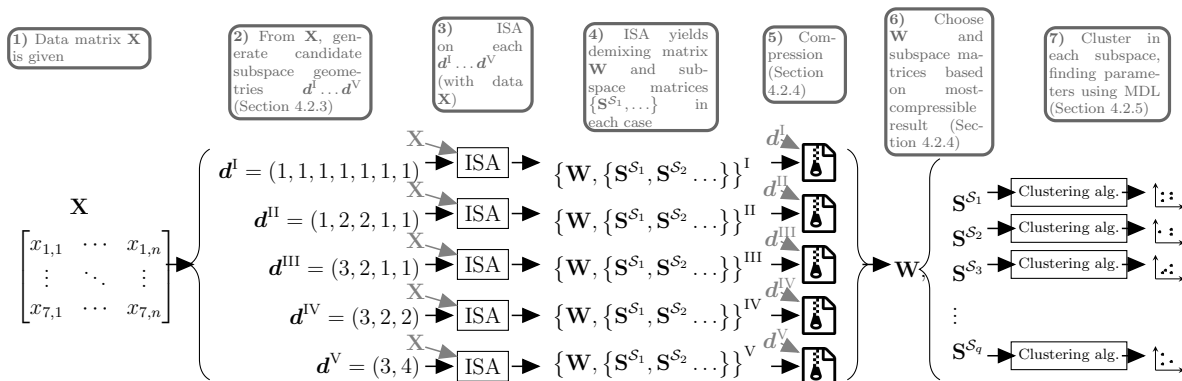 1) Data matrix X
is given
2) From X, gen-
erate candidate
subspace geome-
tries d^I … d^V
(Section 4.2.3)
3) ISA
on each
d^I … d^V
(with data
X)
4) ISA yields
demixing matrix
W and sub-
space matrices
{S^{S_1}, …} in
each case
5) Com-
pression
(Section
4.2.4)
6) Choose
W and
subspace ma-
trices based
on most-
compressible
result (Sec-
tion 4.2.4)
7) Cluster in
each subspace,
finding parame-
ters using MDL
(Section 4.2.5)
X
x_{1,1} ⋯ x_{1,n}
⋮ ⋱ ⋮
x_{7,1} ⋯ x_{7,n}
X d^I
d^I = (1, 1, 1, 1, 1, 1, 1) ISA {W, {S^{S_1}, S^{S_2} …}}^I
X d^II
d^II = (1, 2, 2, 1, 1) ISA {W, {S^{S_1}, S^{S_2} …}}^II
X d^III
d^III = (3, 2, 1, 1) ISA {W, {S^{S_1}, S^{S_2} …}}^III
X d^IV
d^IV = (3, 2, 2) ISA {W, {S^{S_1}, S^{S_2} …}}^IV
X d^V
d^V = (3, 4) ISA {W, {S^{S_1}, S^{S_2} …}}^V
W,
S^{S_1} Clustering alg.
S^{S_2} Clustering alg.
S^{S_3} Clustering alg.
⋮
S^{S_q} Clustering alg.